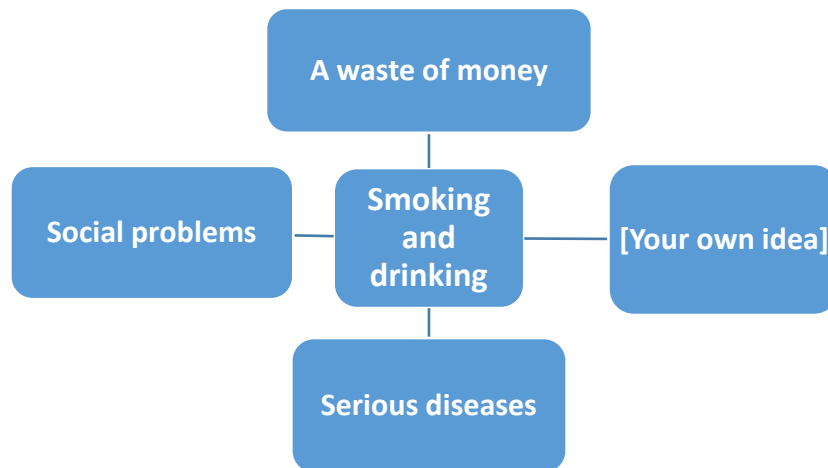 A waste of money
Social problems
Smoking
and
drinking
[Your own idea]
Serious diseases